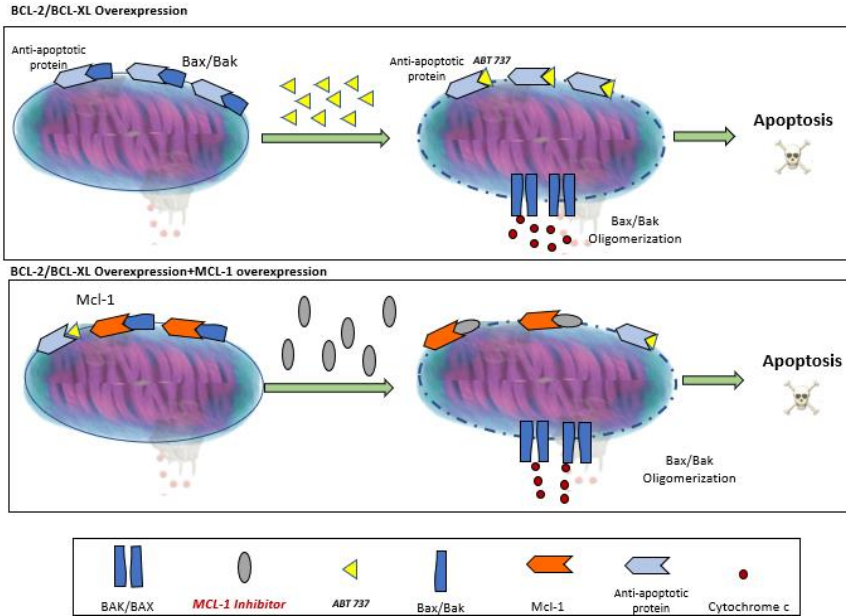 BCL-2/BCL-XL Overexpression
Anti-apoptotic
protein
Bax/Bak
Anti-apoptotic
protein
ABT 737
Apoptosis
Bax/Bak
Oligomerization
BCL-2/BCL-XL Overexpression+MCL-1 overexpression
Mcl-1
Apoptosis
Bax/Bak
Oligomerization
BAK/BAX
MCL-1 Inhibitor
ABT 737
Bax/Bak
Mcl-1
Anti-apoptotic
protein
Cytochrome c